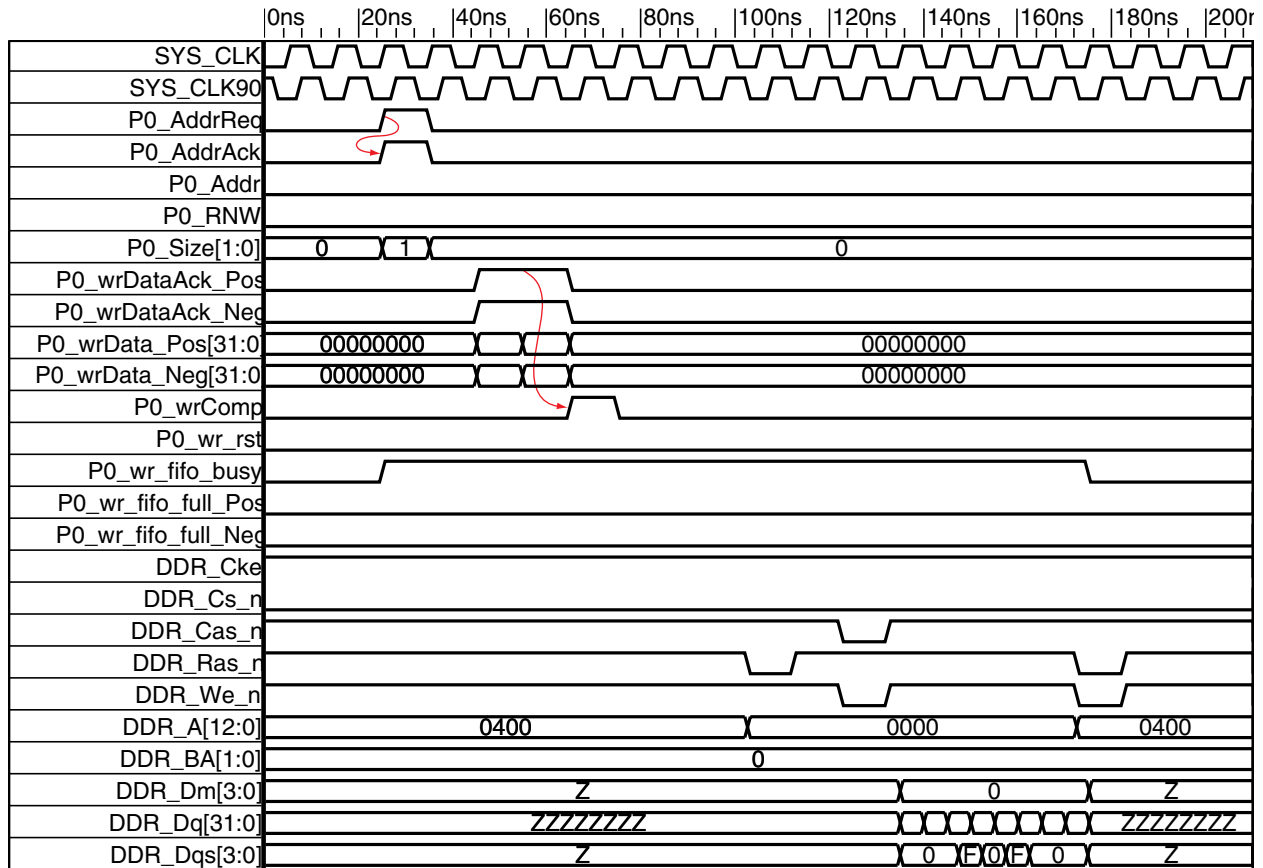 0ns 20ns 40ns 60ns 80ns 100ns 120ns 140ns 160ns 180ns 200r
SYS_CLK
SYS_CLK90
P0_AddrReq
P0_AddrAck
P0_Addr
P0_RNW
P0_Size[1:0] 0 1 0
P0_wrDataAck_Pos
P0_wrDataAck_Neg
P0_wrData_Pos[31:0] 00000000 00000000
P0_wrData_Neg[31:0 00000000 00000000
P0_wrComp
P0_wr_rst
P0_wr_fifo_busy
P0_wr_fifo_full_Pos
P0_wr_fifo_full_Neg
DDR_Cke
DDR_Cs_n
DDR_Cas_n
DDR_Ras_n
DDR_We_n
DDR_A[12:0] 0400 0000 0400
DDR_BA[1:0] 0
DDR_Dm[3:0] Z 0 Z
DDR_Dq[31:0] ZZZZZZZZ ZZZZZZZZ
DDR_Dqs[3:0] Z 0 F 0 F 0 Z